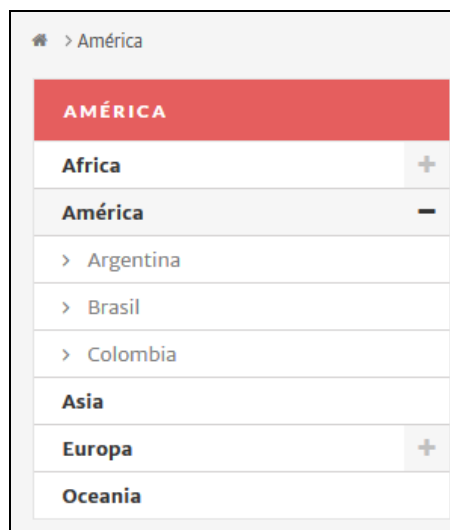 > América
AMÉRICA
Africa +
América −
> Argentina
> Brasil
> Colombia
Asia
Europa +
Oceania